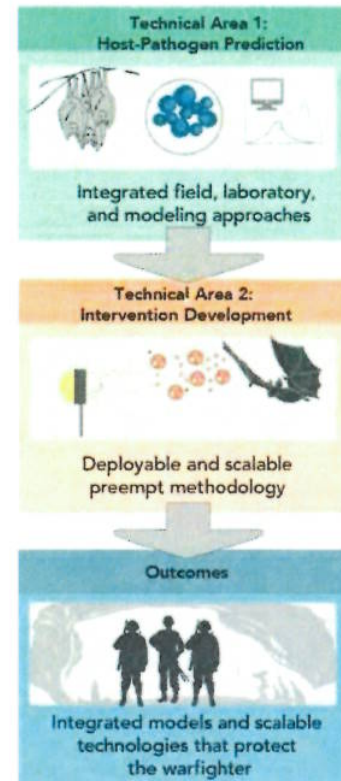 Technical Area 1:
Host-Pathogen Prediction
Integrated field, laboratory,
and modeling approaches
Technical Area 2:
Intervention Development
Deployable and scalable
preempt methodology
Outcomes
Integrated models and scalable
technologies that protect
the warfighter